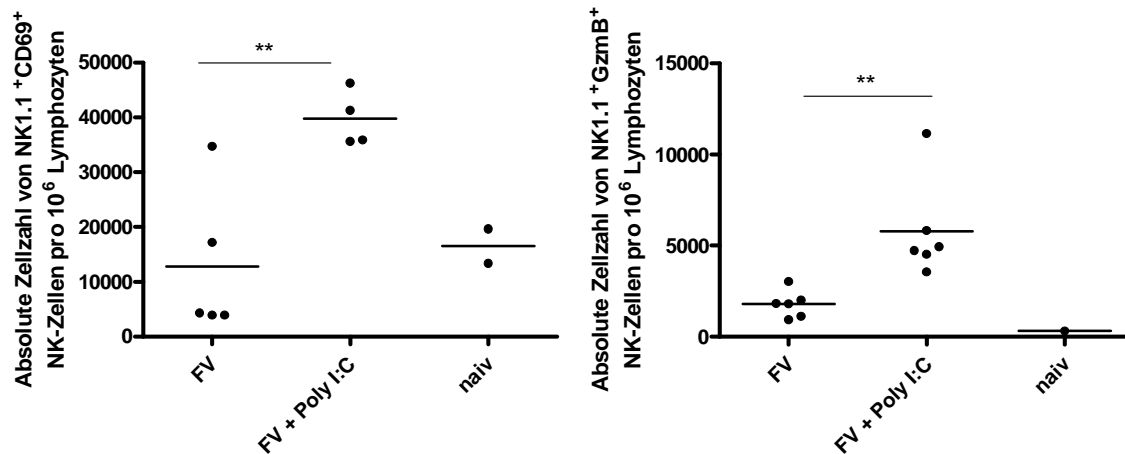 Absolute Zellzahl von NK1.1 ⁺CD69⁺
NK-Zellen pro 10⁶ Lymphozyten
50000
40000
30000
20000
10000
0
**
FV
FV + Poly I:C
naiv
Absolute Zellzahl von NK1.1 ⁺GzmB⁺
NK-Zellen pro 10⁶ Lymphozyten
15000
10000
5000
0
**
FV
FV + Poly I:C
naiv